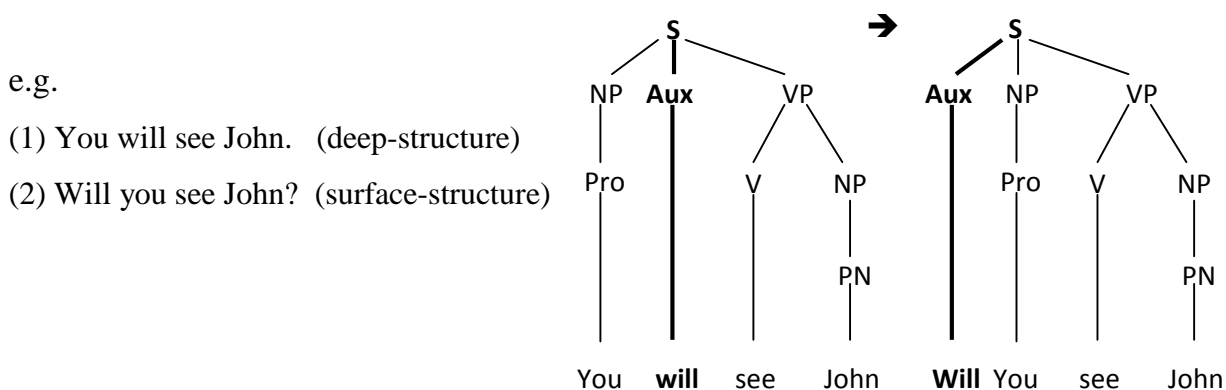 S ➔ S
e.g.
NP Aux VP Aux NP VP
(1) You will see John. (deep-structure)
Pro V NP Pro V NP
(2) Will you see John? (surface-structure)
PN PN
You will see John Will You see John